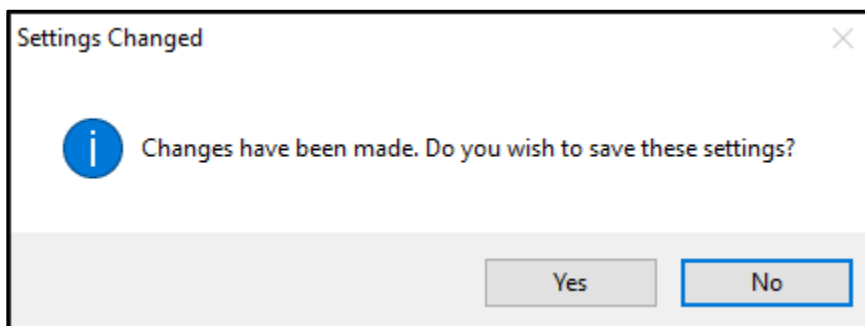 Settings Changed
Changes have been made. Do you wish to save these settings?
Yes
No